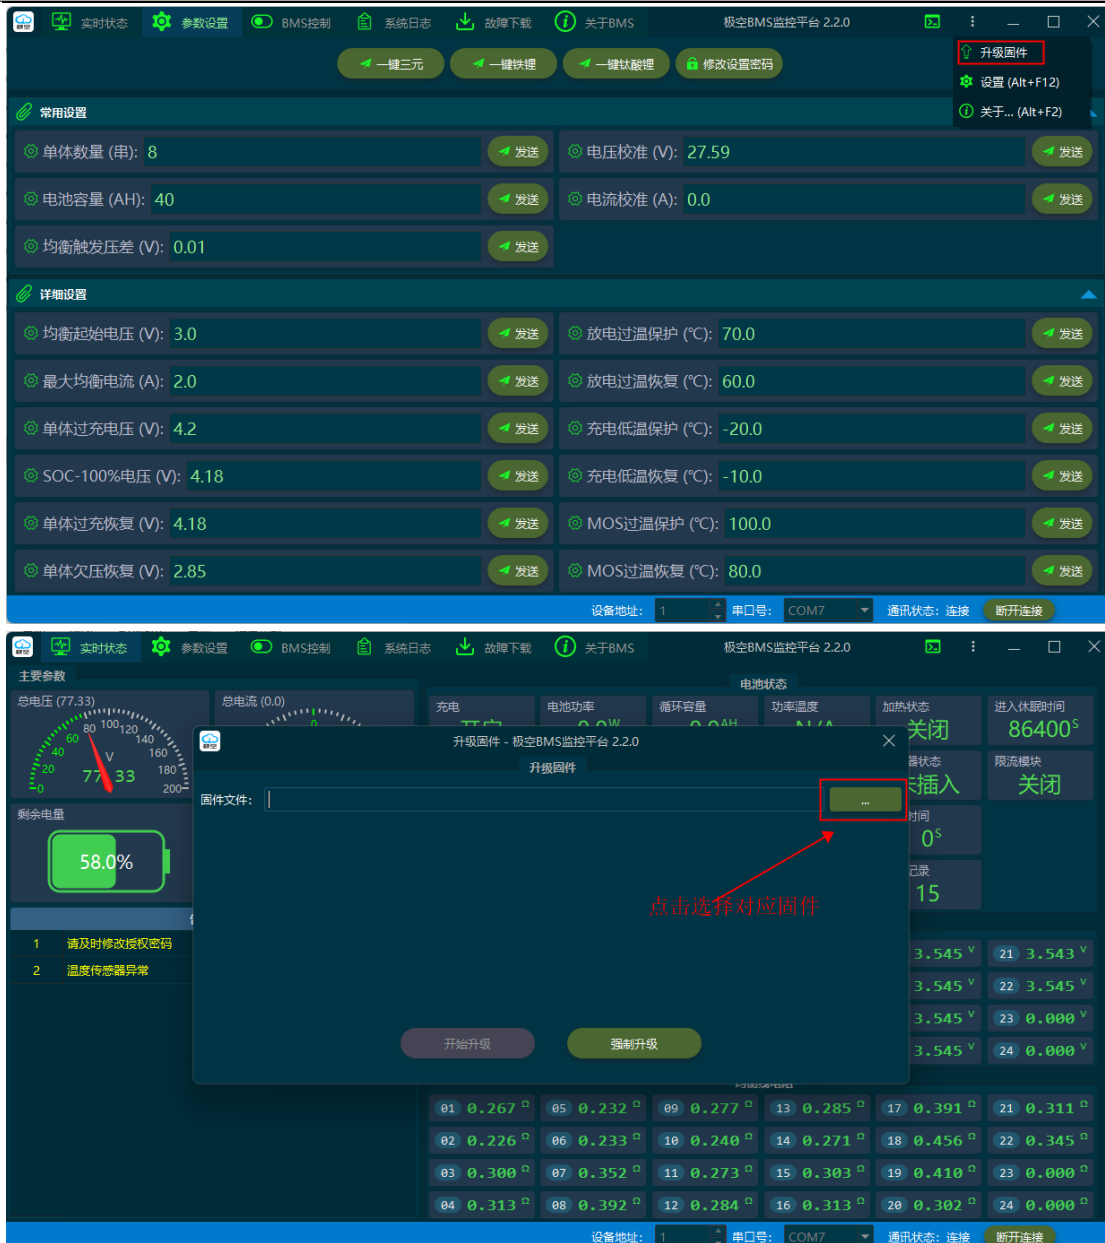 实时状态 参数设置 BMS控制 系统日志 故障下载 关于BMS 极空BMS监控平台 2.2.0
升级固件
设置 (Alt+F12)
关于... (Alt+F2)
一键三元 一键铁锂 一键钛酸锂 修改设置密码
常用设置
单体数量 (串): 8 发送 电压校准 (V): 27.59 发送
电池容量 (AH): 40 发送 电流校准 (A): 0.0 发送
均衡触发压差 (V): 0.01 发送
详细设置
均衡起始电压 (V): 3.0 发送 放电过温保护 (℃): 70.0 发送
最大均衡电流 (A): 2.0 发送 放电过温恢复 (℃): 60.0 发送
单体过充电压 (V): 4.2 发送 充电低温保护 (℃): -20.0 发送
SOC-100%电压 (V): 4.18 发送 充电低温恢复 (℃): -10.0 发送
单体过充恢复 (V): 4.18 发送 MOS过温保护 (℃): 100.0 发送
单体欠压恢复 (V): 2.85 发送 MOS过温恢复 (℃): 80.0 发送
设备地址: 1 串口号: COM7 通讯状态: 连接 断开连接
实时状态 参数设置 BMS控制 系统日志 故障下载 关于BMS 极空BMS监控平台 2.2.0
主要参数
电池状态
总电压 (77.33) 总电流 (0.0) 充电 电池功率 循环容量 功率温度 加热状态 进入休眠时间
关闭 86400S
0 20 40 60 80 100 120 140 160 180 200
V
77.33
0
升级固件 - 极空BMS监控平台 2.2.0
升级固件
固件文件: ...
限流模块
插入 关闭
时间
0S
15
点击选择对应固件
剩余电量
58.0%
1 请及时修改授权密码
2 温度传感器异常
3.545 V 21 3.543 V
3.545 V 22 3.545 V
3.545 V 23 0.000 V
3.545 V 24 0.000 V
开始升级 强制升级
01 0.267 Ω 05 0.232 Ω 09 0.277 Ω 13 0.285 Ω 17 0.391 Ω 21 0.311 Ω
02 0.226 Ω 06 0.233 Ω 10 0.240 Ω 14 0.271 Ω 18 0.456 Ω 22 0.345 Ω
03 0.300 Ω 07 0.352 Ω 11 0.273 Ω 15 0.303 Ω 19 0.410 Ω 23 0.000 Ω
04 0.313 Ω 08 0.392 Ω 12 0.284 Ω 16 0.313 Ω 20 0.302 Ω 24 0.000 Ω
设备地址: 1 串口号: COM7 通讯状态: 连接 断开连接